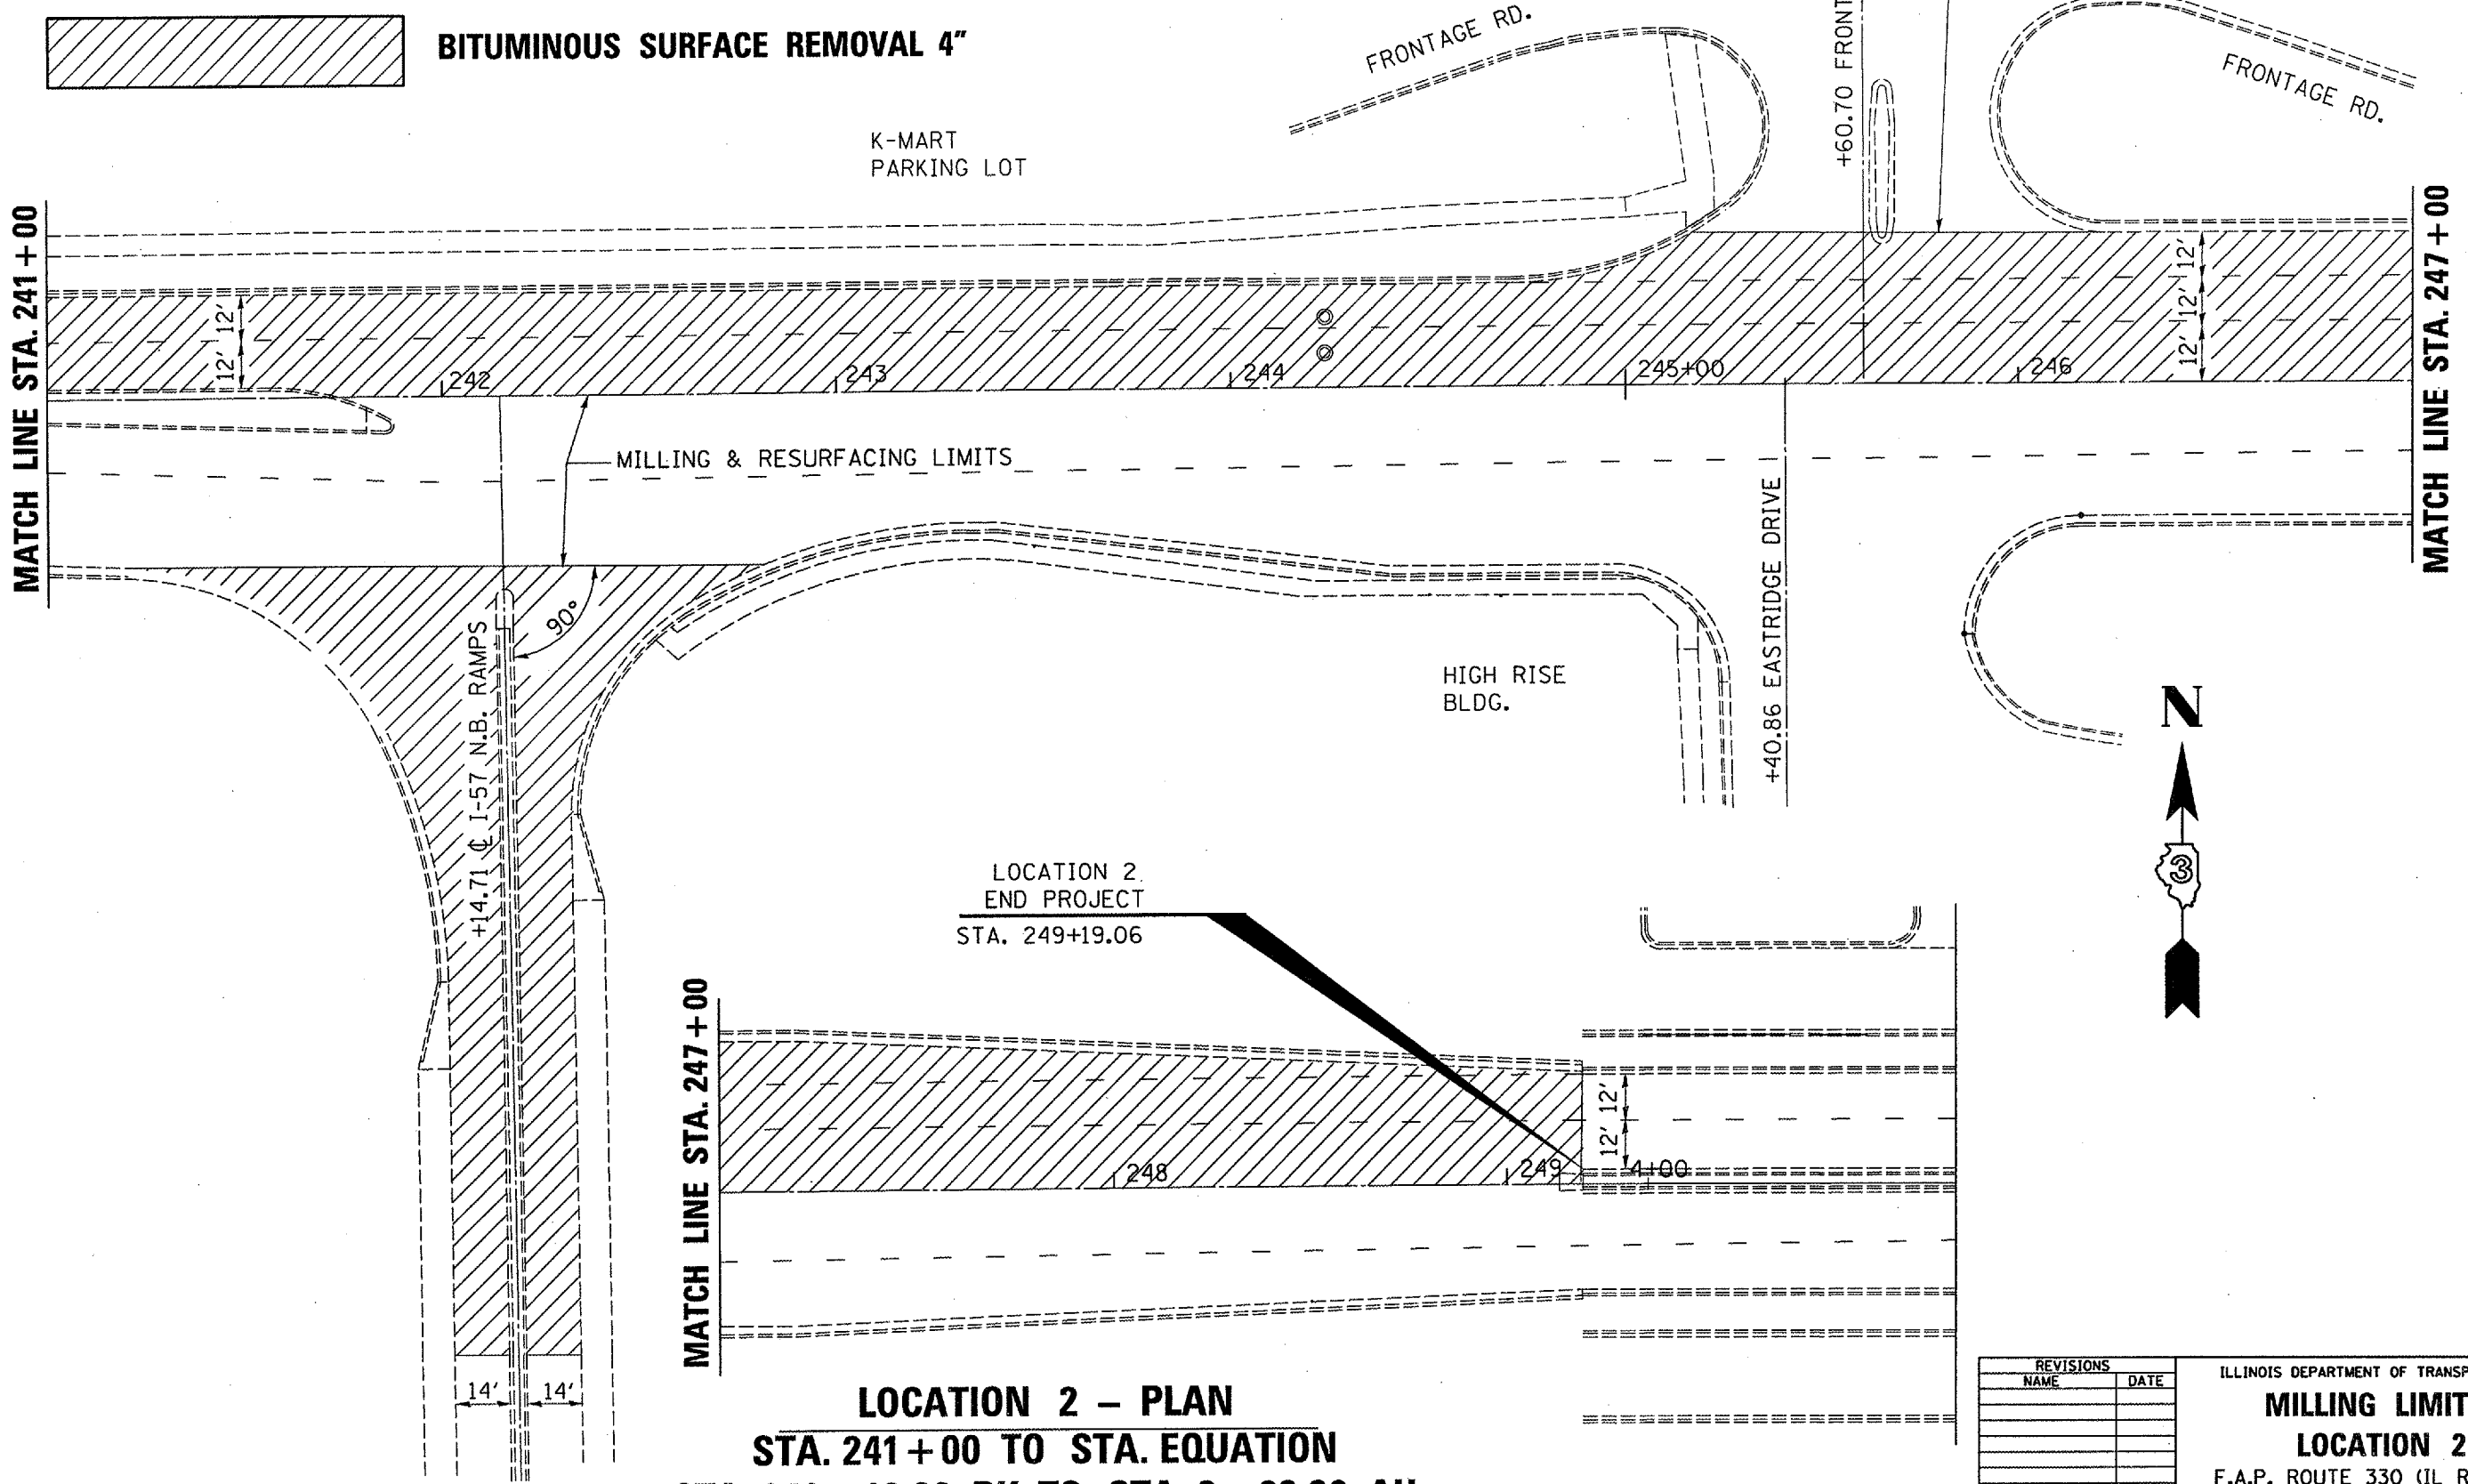 BITUMINOUS SURFACE REMOVAL 4"
FRONTAGE RD.
+60.70 FRONT
FRONTAGE RD.
K-MART
PARKING LOT
MATCH LINE STA. 241+00
MATCH LINE STA. 247+00
12'
12'
12'
12'
12'
242
243
244
245+00
246
MILLING & RESURFACING LIMITS
90°
+14.71 ℄ I-57 N.B. RAMPS
HIGH RISE
BLDG.
+40.86 EASTRIDGE DRIVE
N
3
LOCATION 2
END PROJECT
STA. 249+19.06
MATCH LINE STA. 247+00
12'
12'
248
249
4+00
14'
14'
LOCATION 2 – PLAN
STA. 241+00 TO STA. EQUATION
REVISIONS
NAME
DATE
ILLINOIS DEPARTMENT OF TRANSP
MILLING LIMIT
LOCATION 2
F.A.P. ROUTE 330 (IL R